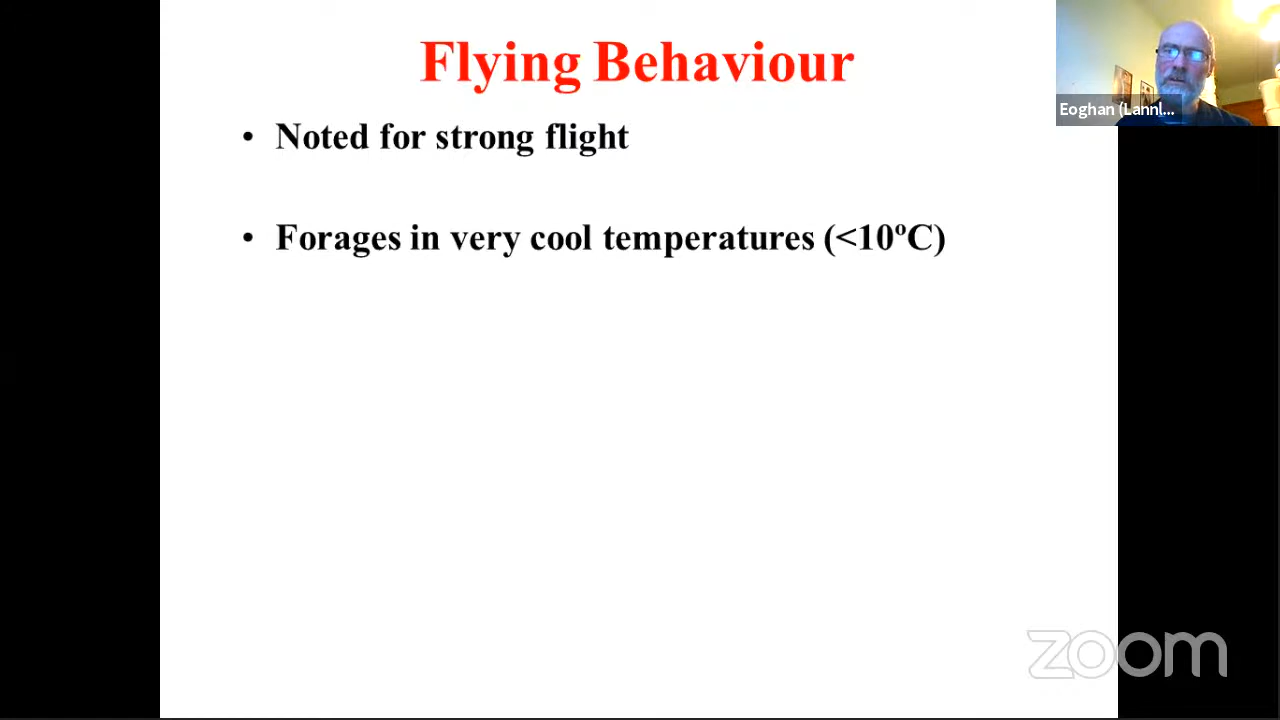 Flying Behaviour
• Noted for strong flight
• Forages in very cool temperatures (<10ºC)
Eoghan (Lannl...
zoom